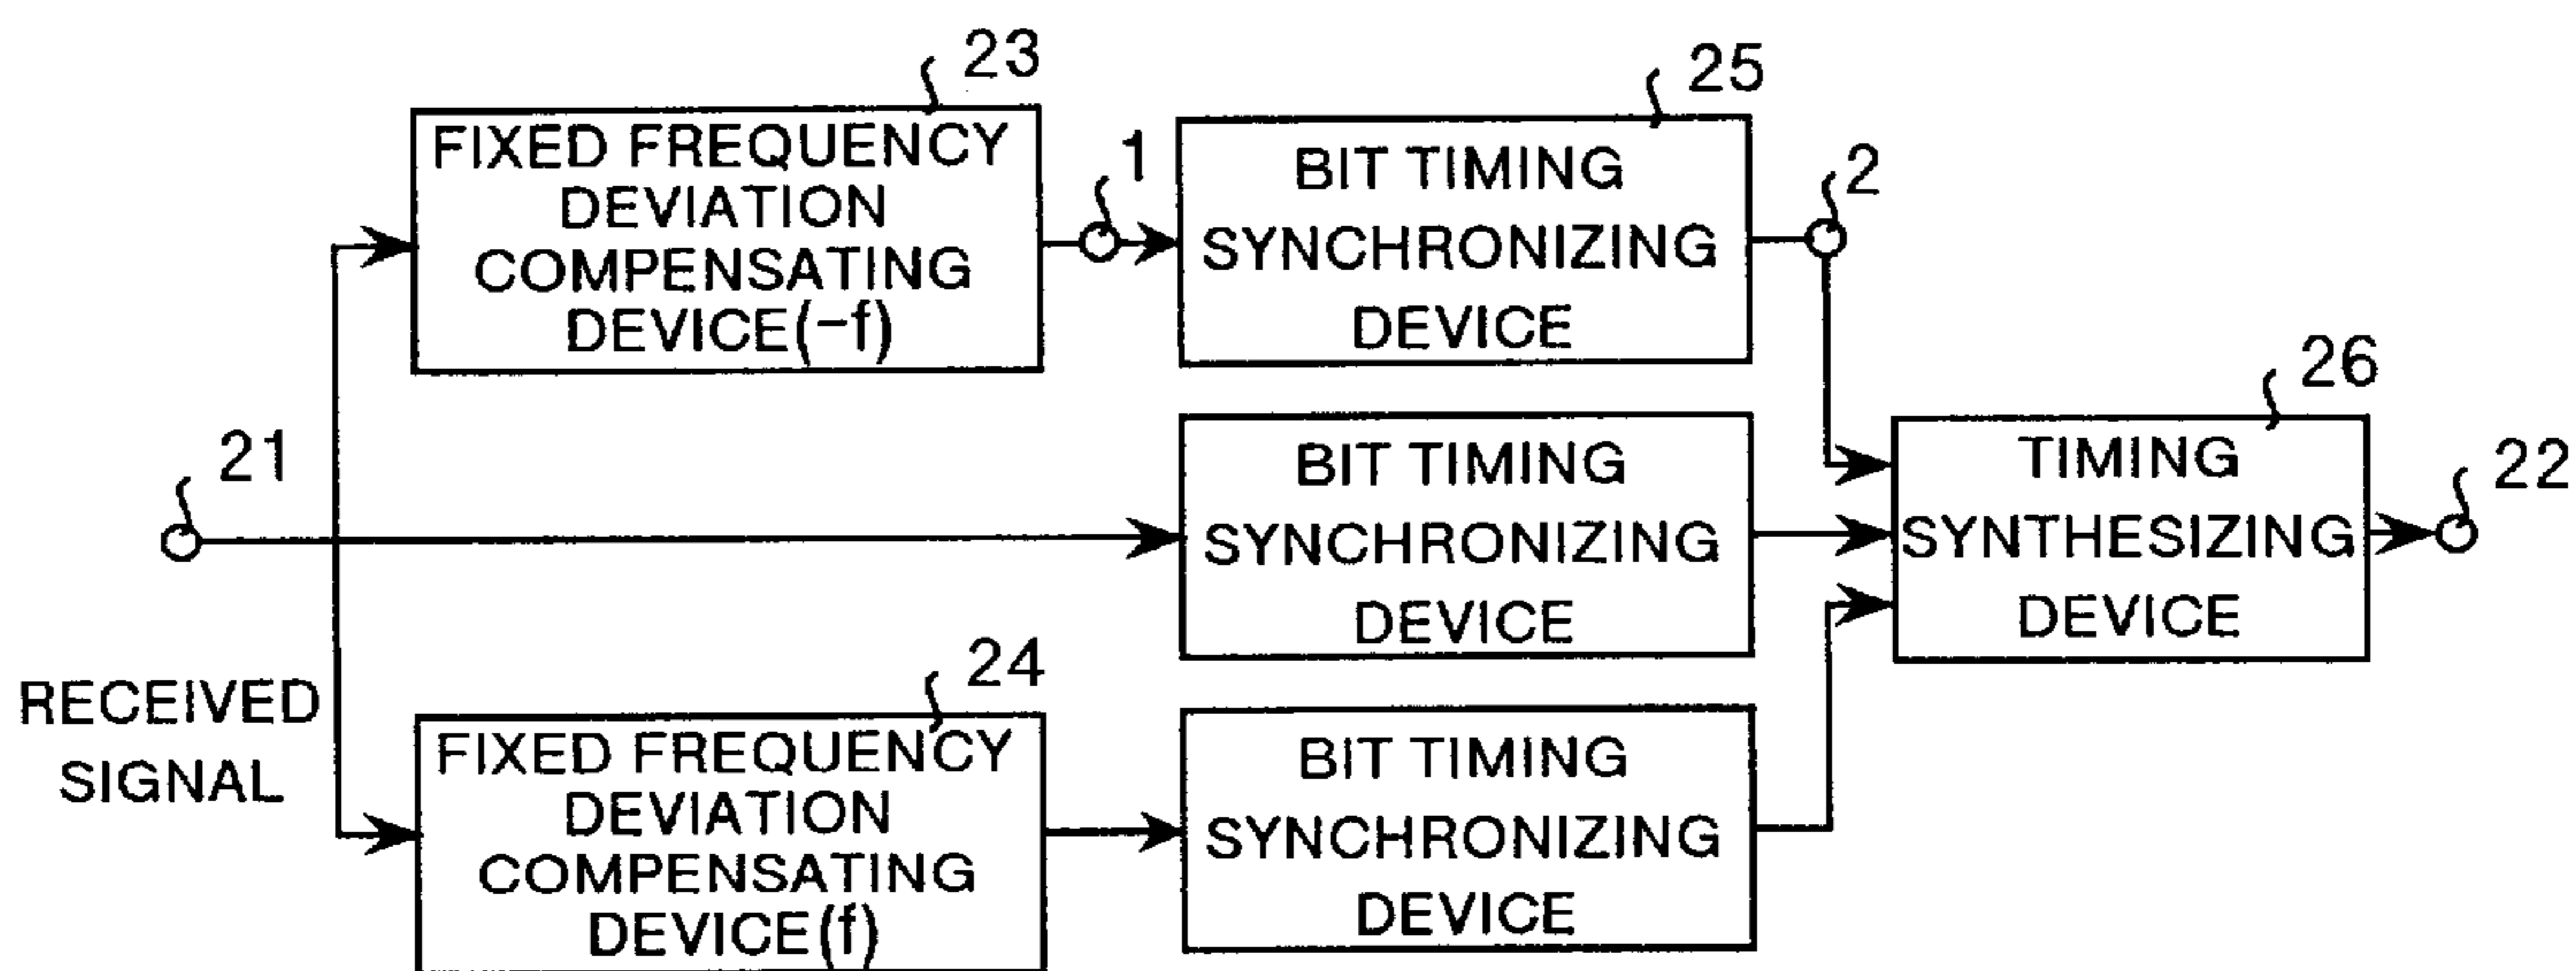 23
FIXED FREQUENCY
DEVIATION
COMPENSATING
DEVICE(-f)
1
25
BIT TIMING
SYNCHRONIZING
DEVICE
2
21
RECEIVED
SIGNAL
BIT TIMING
SYNCHRONIZING
DEVICE
26
TIMING
SYNTHESIZING
DEVICE
22
24
FIXED FREQUENCY
DEVIATION
COMPENSATING
DEVICE(f)
BIT TIMING
SYNCHRONIZING
DEVICE